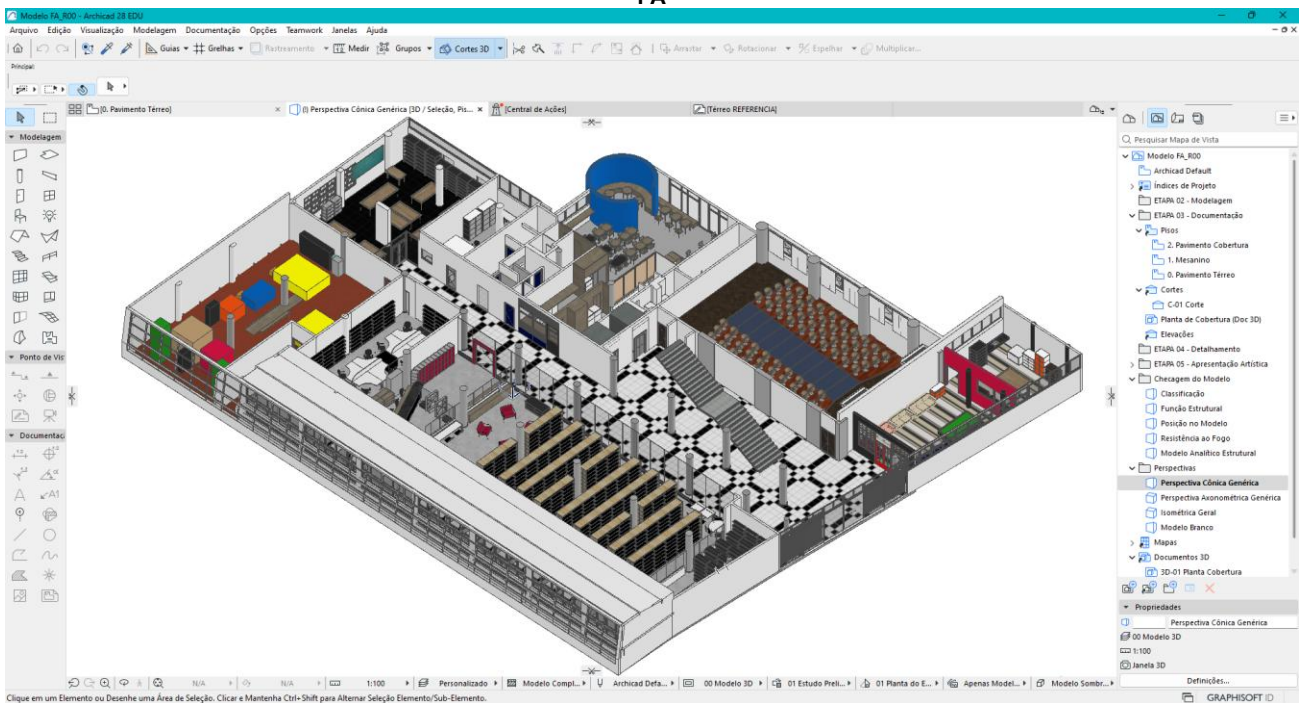 FA
Modelo FA_R00 - Archicad 28 EDU
Arquivo Edição Visualização Modelagem Documentação Opções Teamwork Janelas Ajuda
Guias Grelhas Rastreamento Medir Grupos Cortes 3D Arrastar Rotacionar Espelhar Multiplicar...
Principal:
[0. Pavimento Térreo] (I) Perspectiva Cônica Genérica [3D / Seleção, Pis... [Central de Ações] [Térreo REFERENCIA]
Modelagem
Ponto de Vis
Documentaç
A A1
Pesquisar Mapa de Vista
Modelo FA_R00
Archicad Default
Índices de Projeto
ETAPA 02 - Modelagem
ETAPA 03 - Documentação
Pisos
2. Pavimento Cobertura
1. Mesanino
0. Pavimento Térreo
Cortes
C-01 Corte
Planta de Cobertura (Doc 3D)
Elevações
ETAPA 04 - Detalhamento
ETAPA 05 - Apresentação Artística
Checagem do Modelo
Classificação
Função Estrutural
Posição no Modelo
Resistência ao Fogo
Modelo Analítico Estrutural
Perspectivas
Perspectiva Cônica Genérica
Perspectiva Axonométrica Genérica
Isométrica Geral
Modelo Branco
Mapas
Documentos 3D
3D-01 Planta Cobertura
Propriedades
Perspectiva Cônica Genérica
00 Modelo 3D
1:100
Janela 3D
Definições...
N/A N/A 1:100 Personalizado Modelo Compl... Archicad Defa... 00 Modelo 3D 01 Estudo Preli... 01 Planta do E... Apenas Model... Modelo Sombr...
Clique em um Elemento ou Desenhe uma Área de Seleção. Clicar e Mantenha Ctrl+Shift para Alternar Seleção Elemento/Sub-Elemento.
GRAPHISOFT ID